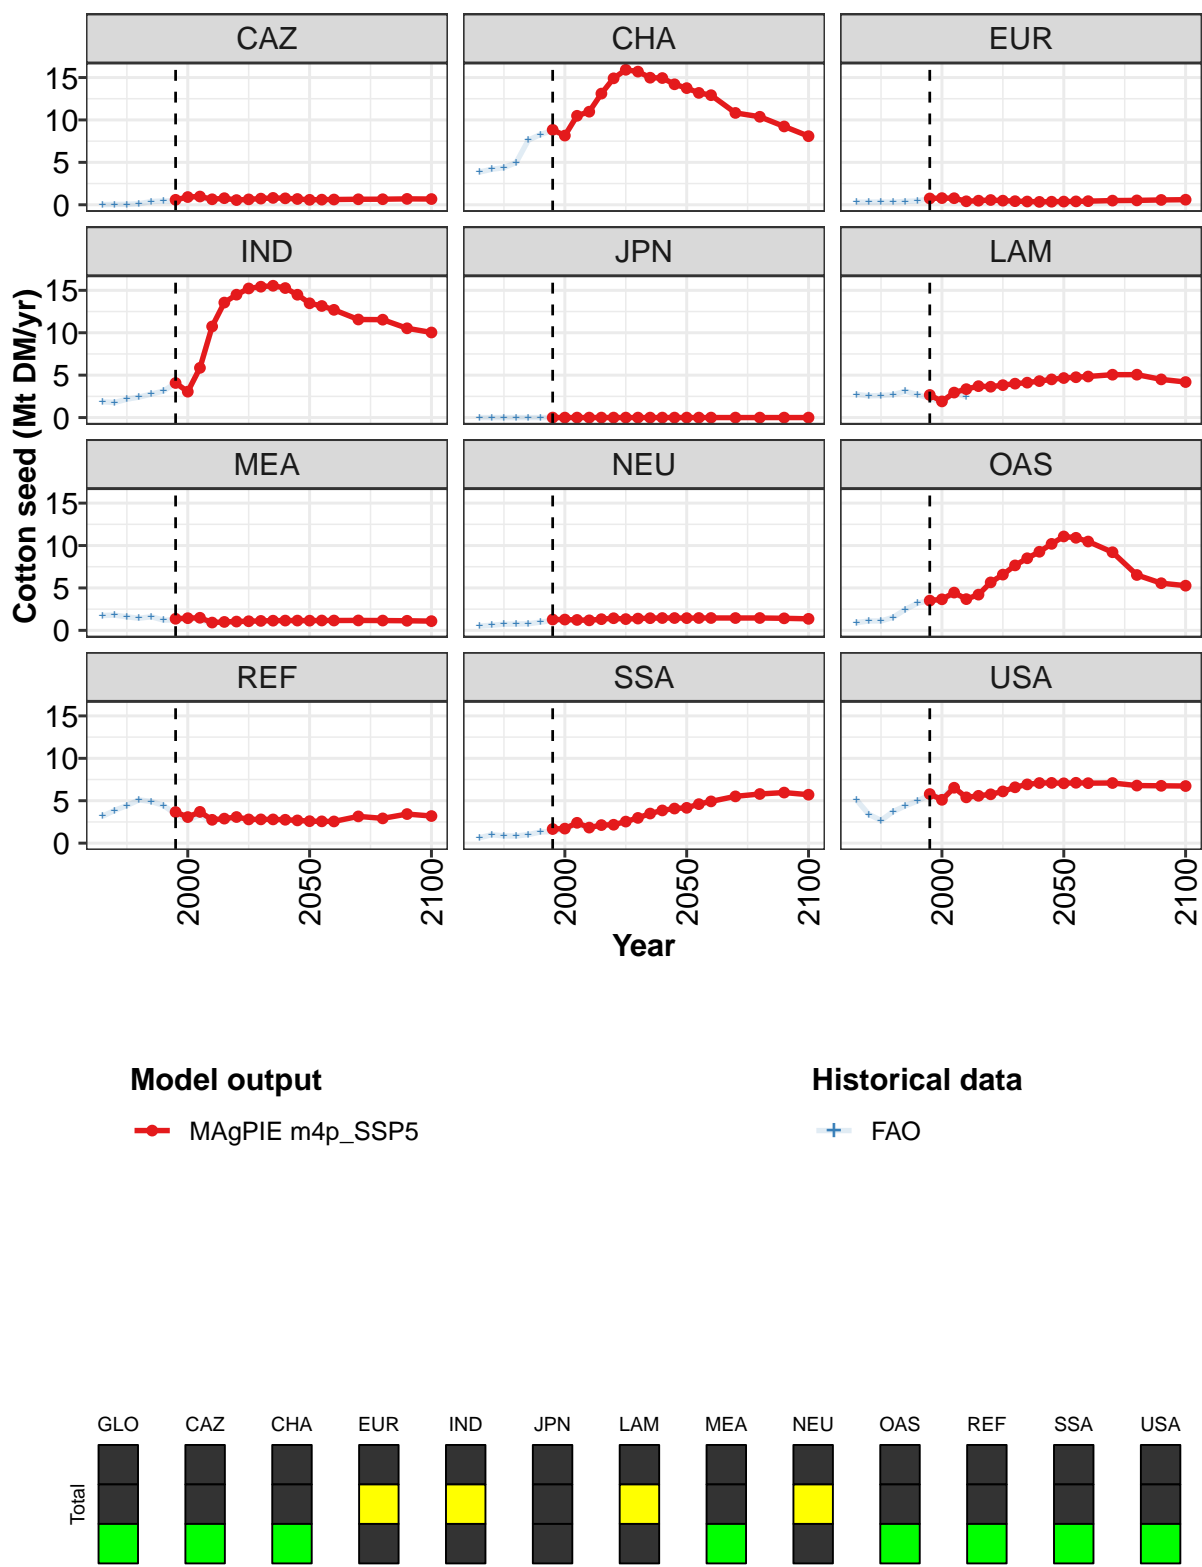 CAZ CHA EUR
15
10
5
0
IND JPN LAM
15
10
5
0
MEA NEU OAS
15
10
5
0
REF SSA USA
15
10
5
0
Cotton seed (Mt DM/yr)
2000 2050 2100 2000 2050 2100 2000 2050 2100
Year
Model output Historical data
MAgPIE m4p_SSP5 FAO
GLO CAZ CHA EUR IND JPN LAM MEA NEU OAS REF SSA USA
Total